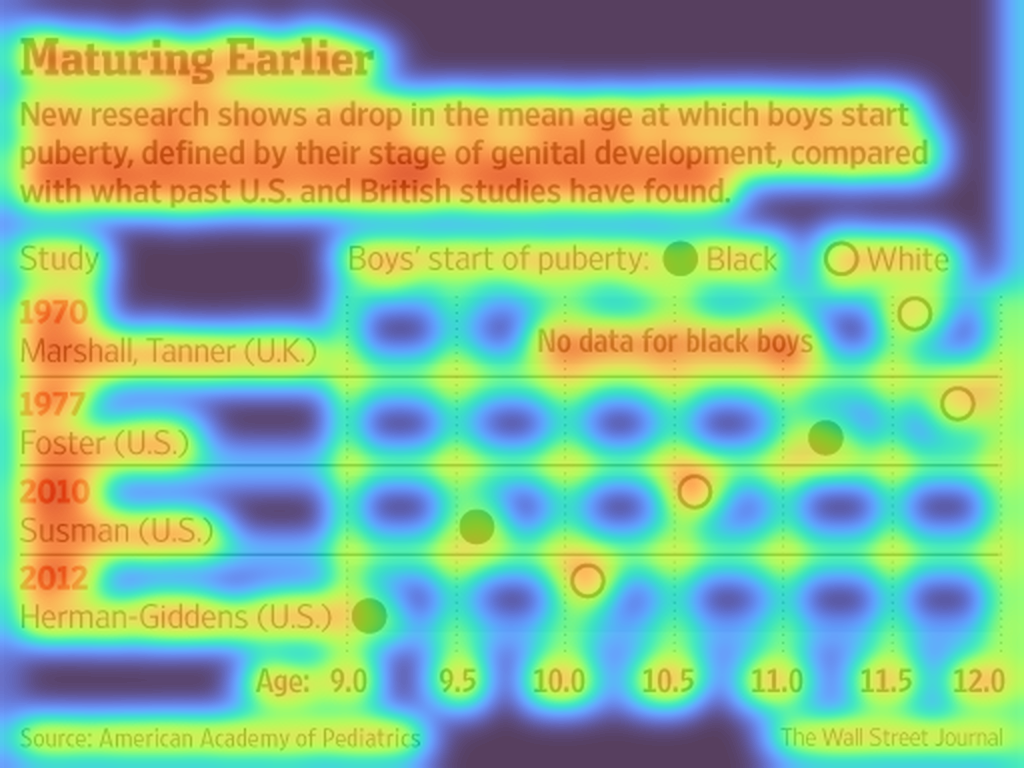 Maturing Earlier
New research shows a drop in the mean age at which boys start
puberty, defined by their stage of genital development, compared
with what past U.S. and British studies have found.
Study Boys' start of puberty: Black White
1970
Marshall, Tanner (U.K.) No data for black boys
1977
Foster (U.S.)
2010
Susman (U.S.)
2012
Herman-Giddens (U.S.)
Age: 9.0 9.5 10.0 10.5 11.0 11.5 12.0
Source: American Academy of Pediatrics The Wall Street Journal